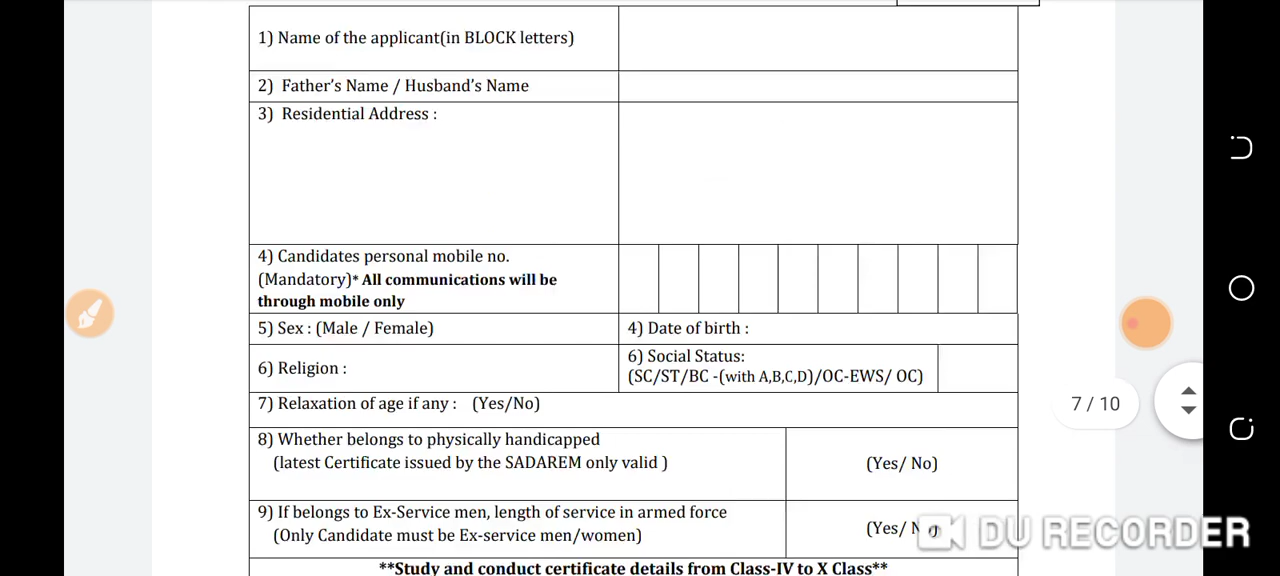 1) Name of the applicant(in BLOCK letters)
2) Father's Name / Husband's Name
3) Residential Address :
4) Candidates personal mobile no.
(Mandatory)* All communications will be
through mobile only
5) Sex : (Male / Female)
4) Date of birth :
6) Religion :
6) Social Status:
(SC/ST/BC -(with A,B,C,D)/OC-EWS/ OC)
7) Relaxation of age if any : (Yes/No)
8) Whether belongs to physically handicapped
(latest Certificate issued by the SADAREM only valid )
(Yes/ No)
9) If belongs to Ex-Service men, length of service in armed force
(Only Candidate must be Ex-service men/women)
(Yes/ No)
**Study and conduct certificate details from Class-IV to X Class**
7 / 10
DU RECORDER